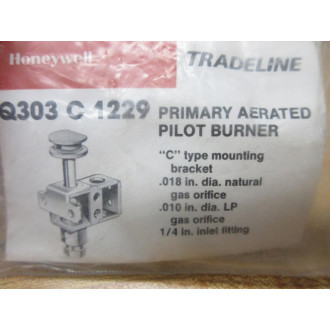 Honeywell
TRADELINE
Q303 C 1229 PRIMARY AERATED
PILOT BURNER
"C" type mounting
bracket
.018 in. dia. natural
gas orifice
.010 in. dia. LP
gas orifice
1/4 in. inlet fitting